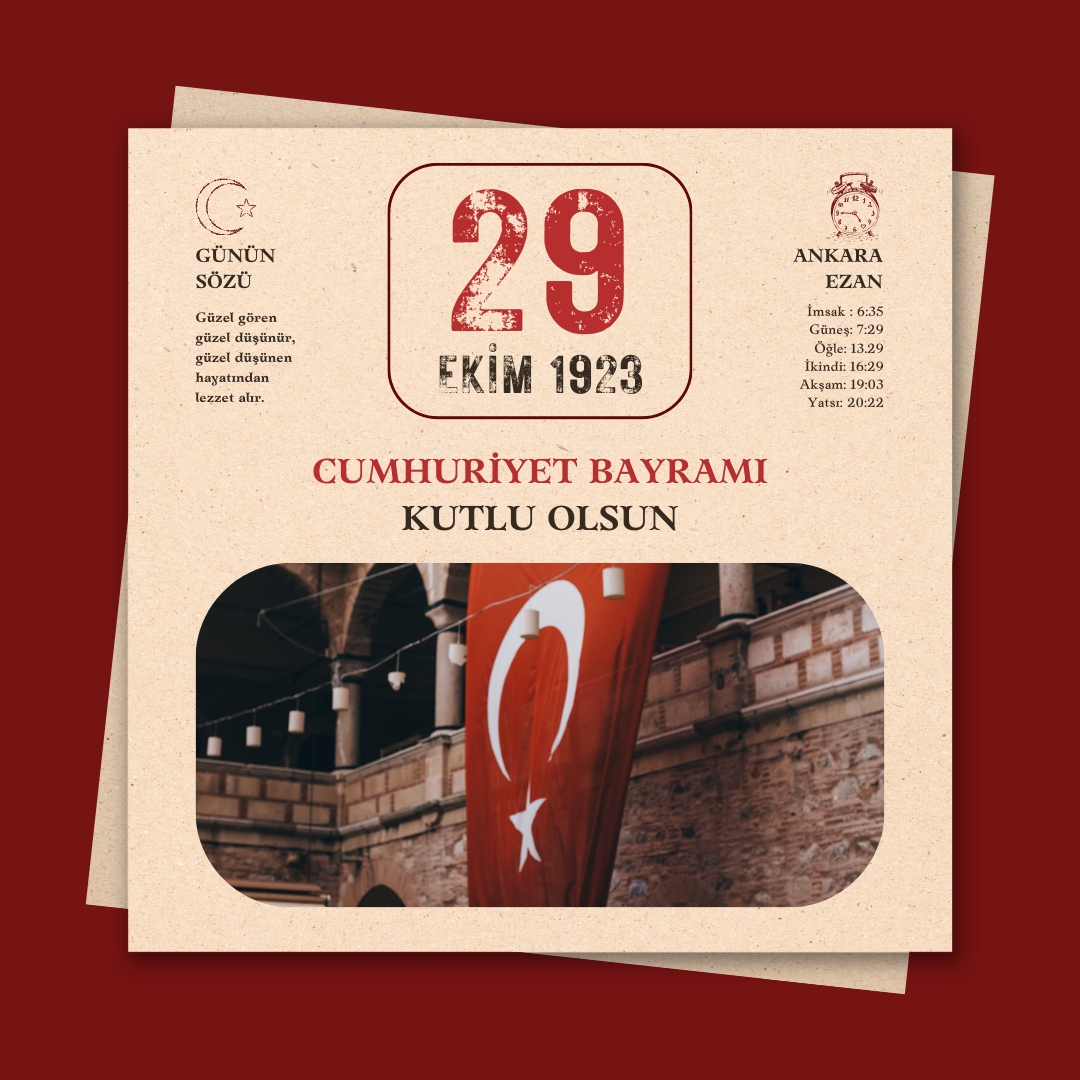 GÜNÜN
SÖZÜ
Güzel gören
güzel düşünür,
güzel düşünen
hayatından
lezzet alır.
29
EKİM 1923
ANKARA
EZAN
İmsak : 6:35
Güneş: 7:29
Öğle: 13.29
İkindi: 16:29
Akşam: 19:03
Yatsı: 20:22
CUMHURİYET BAYRAMI
KUTLU OLSUN